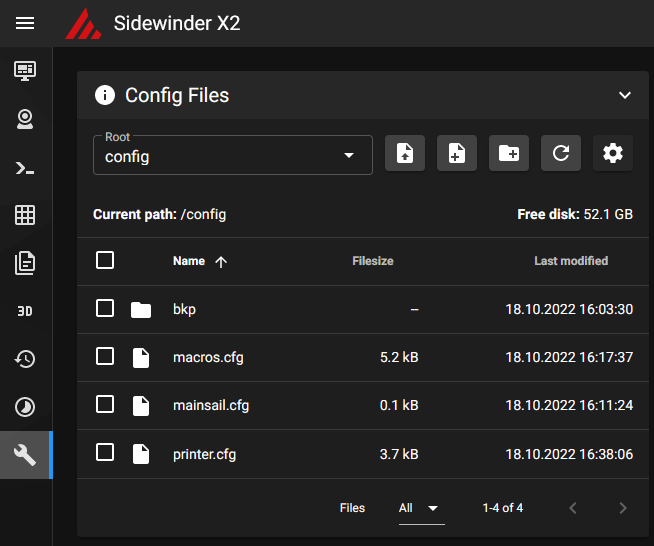 Sidewinder X2
Config Files
Root
config
Current path: /config Free disk: 52.1 GB
Name Filesize Last modified
bkp -- 18.10.2022 16:03:30
3D
macros.cfg 5.2 kB 18.10.2022 16:17:37
mainsail.cfg 0.1 kB 18.10.2022 16:11:24
printer.cfg 3.7 kB 18.10.2022 16:38:06
Files All 1-4 of 4